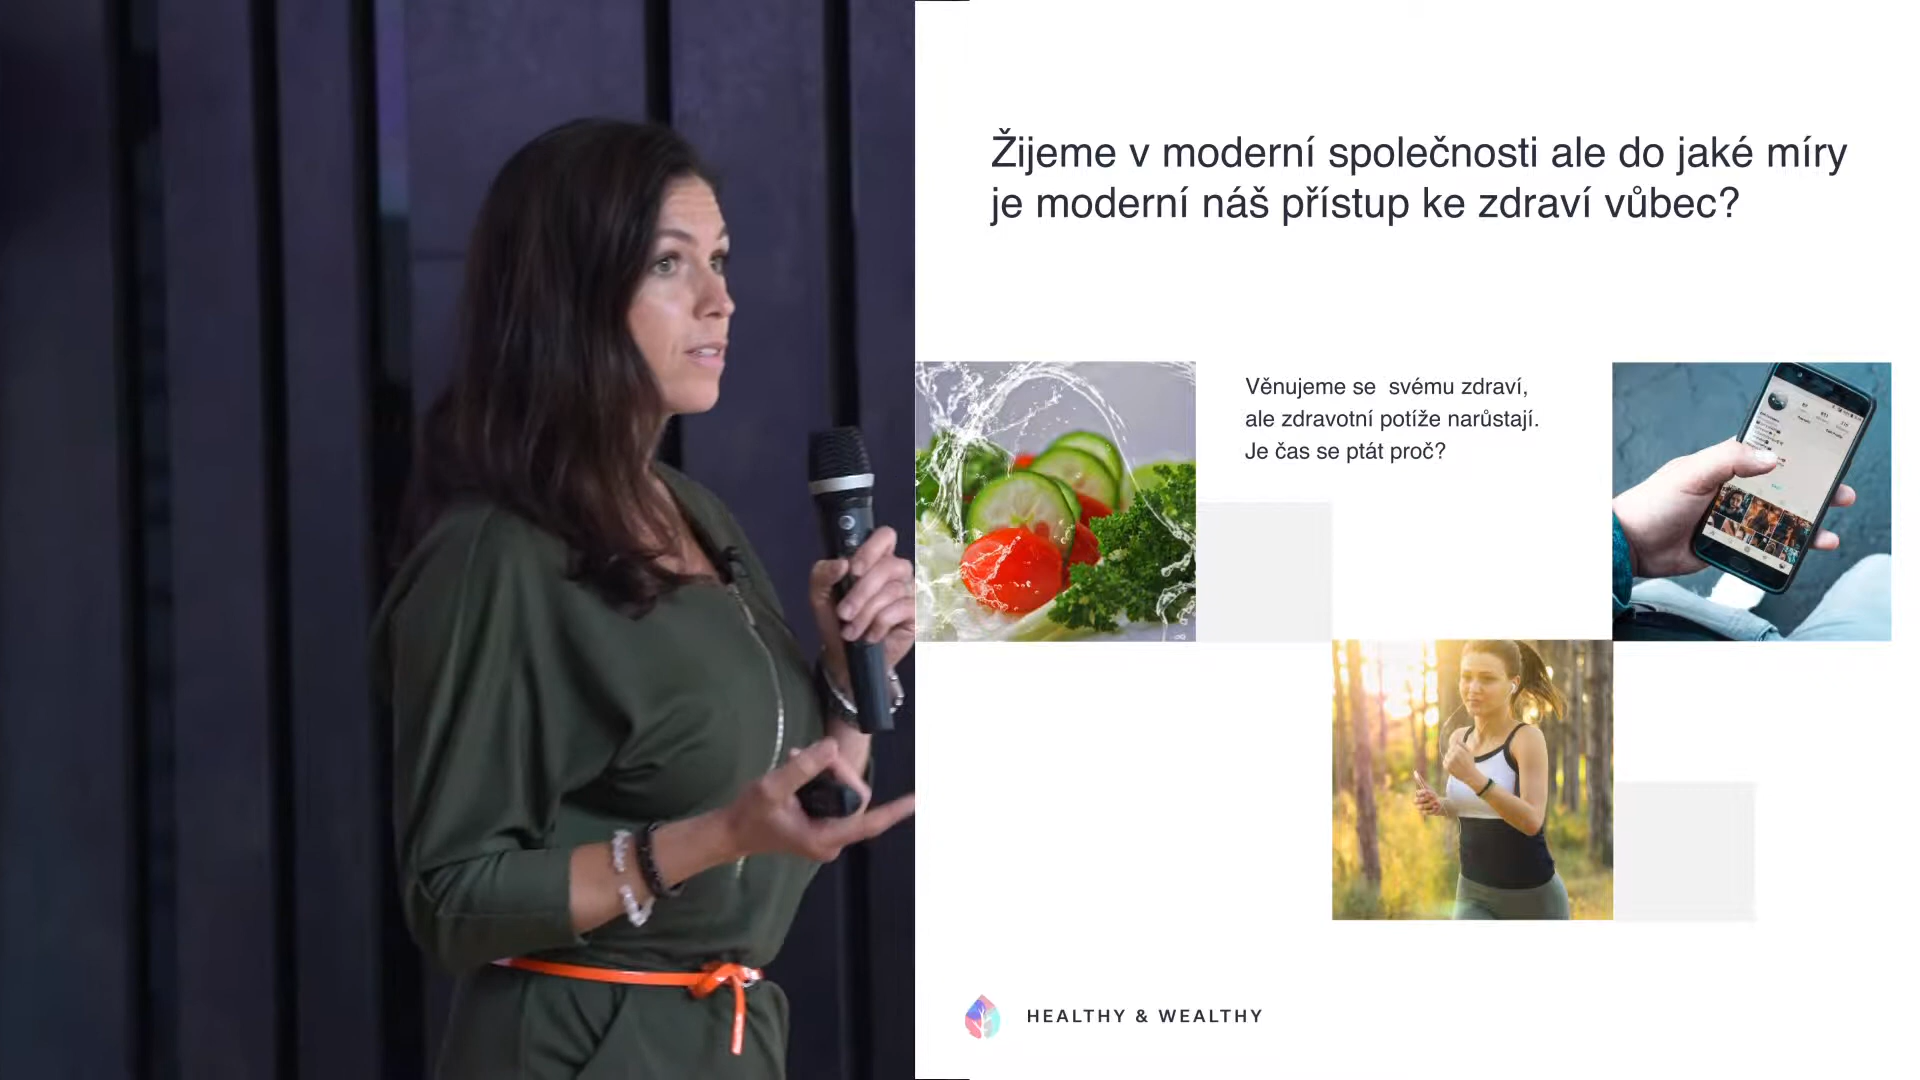 Žijeme v moderní společnosti ale do jaké míry
je moderní náš přístup ke zdraví vůbec?
Věnujeme se  svému zdraví,
ale zdravotní potíže narůstají.
Je čas se ptát proč?
HEALTHY & WEALTHY